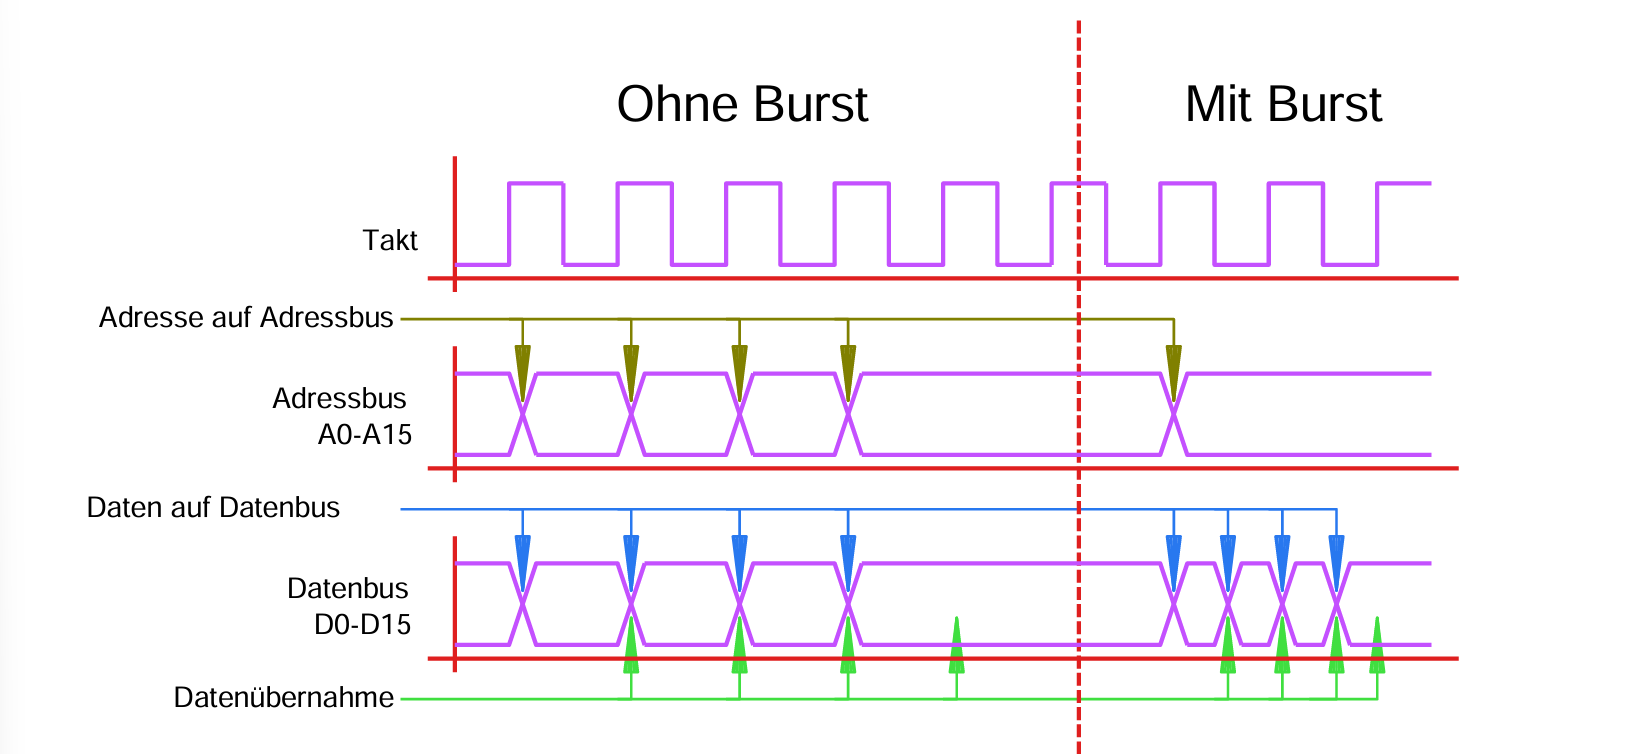 Ohne Burst
Mit Burst
Takt
Adresse auf Adressbus
Adressbus
A0-A15
Daten auf Datenbus
Datenbus
D0-D15
Datenübernahme